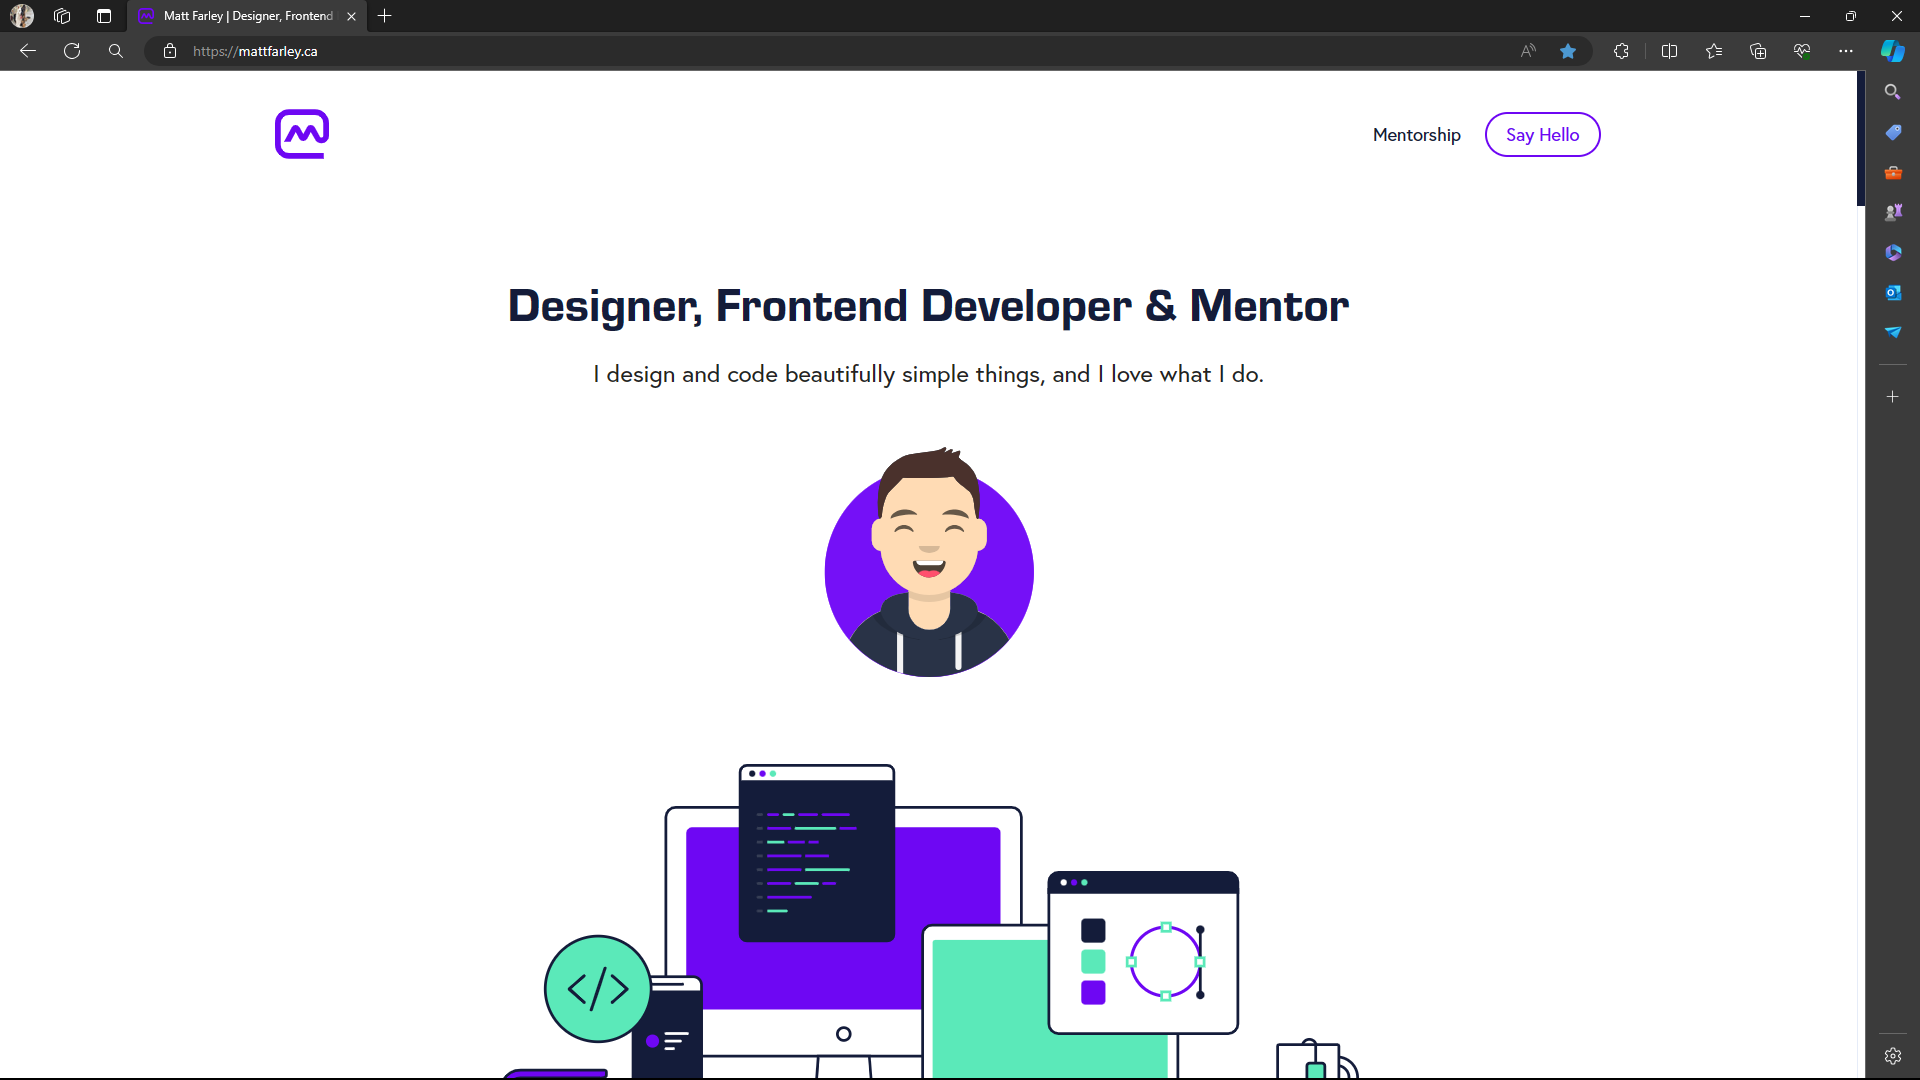 Matt Farley | Designer, Frontend
https://mattfarley.ca
Mentorship
Say Hello
Designer, Frontend Developer & Mentor
I design and code beautifully simple things, and I love what I do.